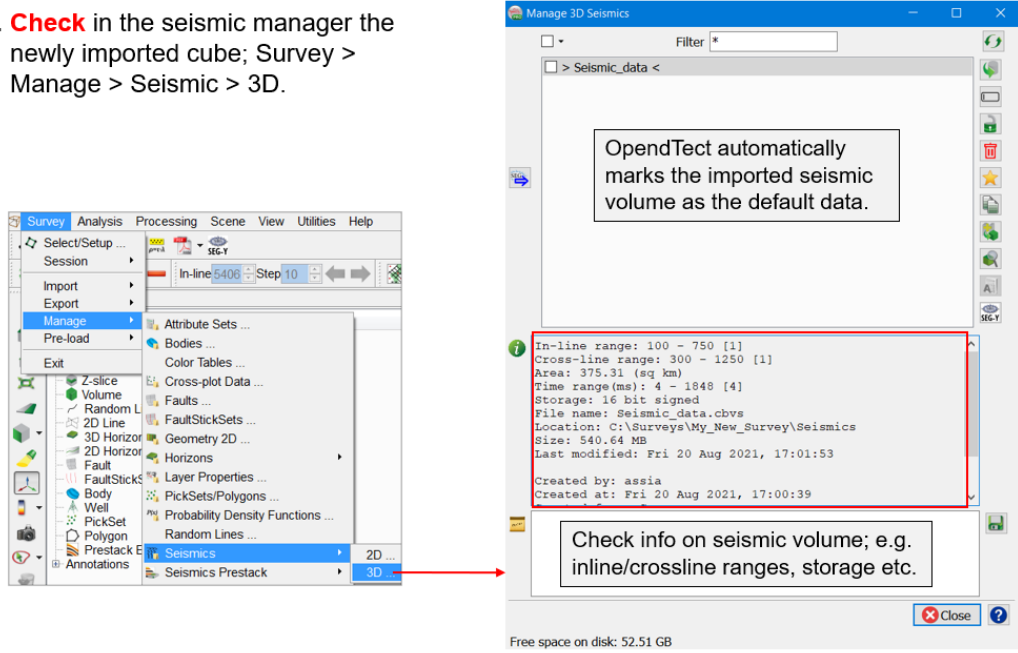 . Check in the seismic manager the
newly imported cube; Survey >
Manage > Seismic > 3D.
Survey Analysis Processing Scene View Utilities Help
Select/Setup ...
Session
Import
Export
Manage
Pre-load
Exit
SEG-Y
In-line 5406 Step 10
Z-slice
Volume
Random L
2D Line
3D Horizor
2D Horizor
Fault
FaultStickS
Body
Well
PickSet
Polygon
Prestack E
Annotations
Attribute Sets ...
Bodies ...
Color Tables ...
Cross-plot Data ...
Faults ...
FaultStickSets ...
Geometry 2D ...
Horizons
Layer Properties ...
PickSets/Polygons ...
Probability Density Functions ...
Random Lines ...
Seismics
Seismics Prestack
2D ...
3D ...
Manage 3D Seismics
Filter *
> Seismic_data <
OpendTect automatically
marks the imported seismic
volume as the default data.
SEG-Y
In-line range: 100 - 750 [1]
Cross-line range: 300 - 1250 [1]
Area: 375.31 (sq km)
Time range(ms): 4 - 1848 [4]
Storage: 16 bit signed
File name: Seismic_data.cbvs
Location: C:\Surveys\My_New_Survey\Seismics
Size: 540.64 MB
Last modified: Fri 20 Aug 2021, 17:01:53
Created by: assia
Created at: Fri 20 Aug 2021, 17:00:39
Check info on seismic volume; e.g.
inline/crossline ranges, storage etc.
Close
Free space on disk: 52.51 GB